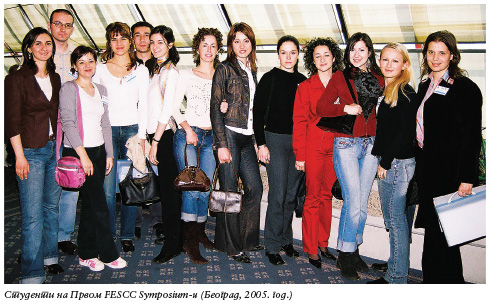 Студенти на Првом FESCC Symposium-u (Београд, 2005. год.)